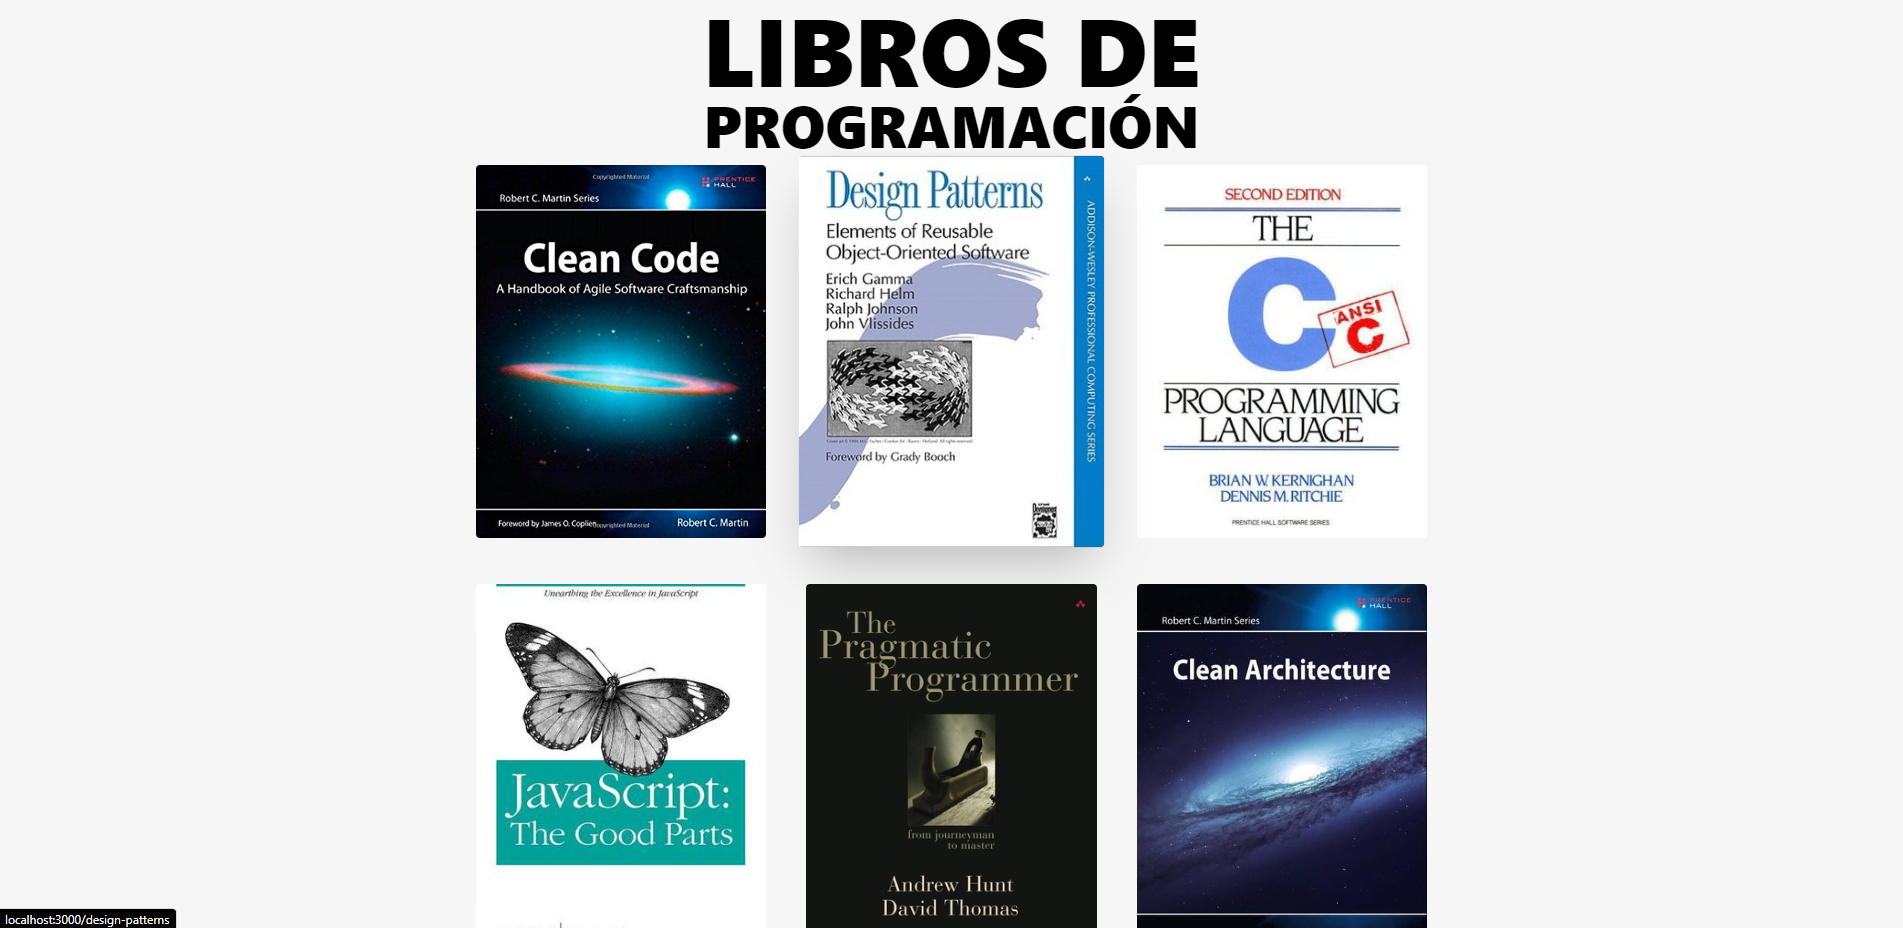 LIBROS DE
PROGRAMACIÓN
Copyrighted Material
PRENTICE
HALL
Robert C. Martin Series
Clean Code
A Handbook of Agile Software Craftsmanship
Foreword by James O. Coplien
Copyrighted Material
Robert C. Martin
Design Patterns
Elements of Reusable
Object-Oriented Software
Erich Gamma
Richard Helm
Ralph Johnson
John Vlissides
Foreword by Grady Booch
ADDISON-WESLEY PROFESSIONAL COMPUTING SERIES
SECOND EDITION
THE
C
ANSI
C
PROGRAMMING
LANGUAGE
BRIAN W. KERNIGHAN
DENNIS M. RITCHIE
PRENTICE HALL SOFTWARE SERIES
Unearthing the Excellence in JavaScript
JavaScript:
The Good Parts
The
Pragmatic
Programmer
from journeyman
to master
Andrew Hunt
David Thomas
PRENTICE
HALL
Robert C. Martin Series
Clean Architecture
localhost:3000/design-patterns